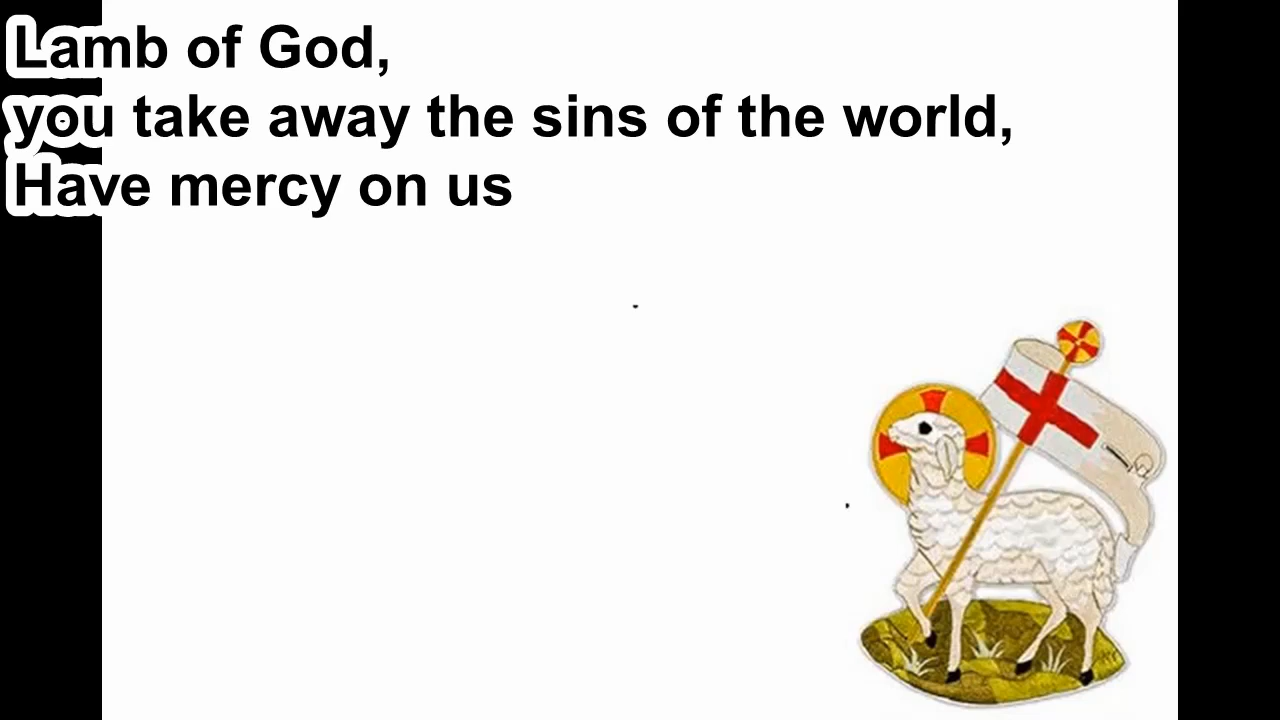 Lamb of God,
you take away the sins of the world,
Have mercy on us